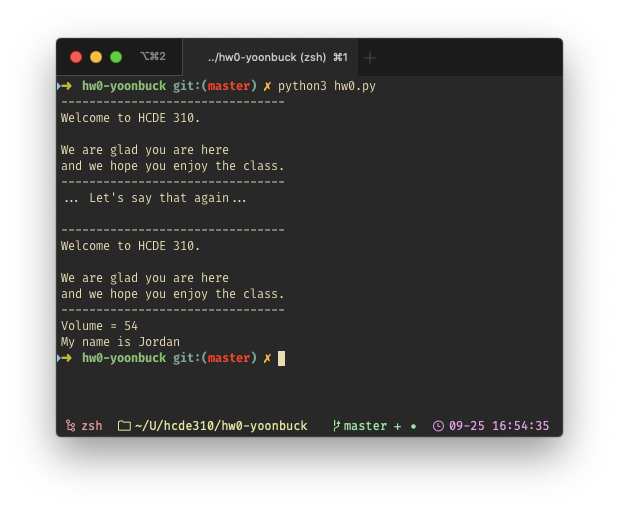 ⌥⌘2 ../hw0-yoonbuck (zsh) ⌘1 +
➜ hw0-yoonbuck git:(master) ✗ python3 hw0.py
------------------------------
Welcome to HCDE 310.
We are glad you are here
and we hope you enjoy the class.
------------------------------
... Let's say that again...
------------------------------
Welcome to HCDE 310.
We are glad you are here
and we hope you enjoy the class.
------------------------------
Volume = 54
My name is Jordan
➜ hw0-yoonbuck git:(master) ✗
zsh ~/U/hcde310/hw0-yoonbuck master + • 09-25 16:54:35